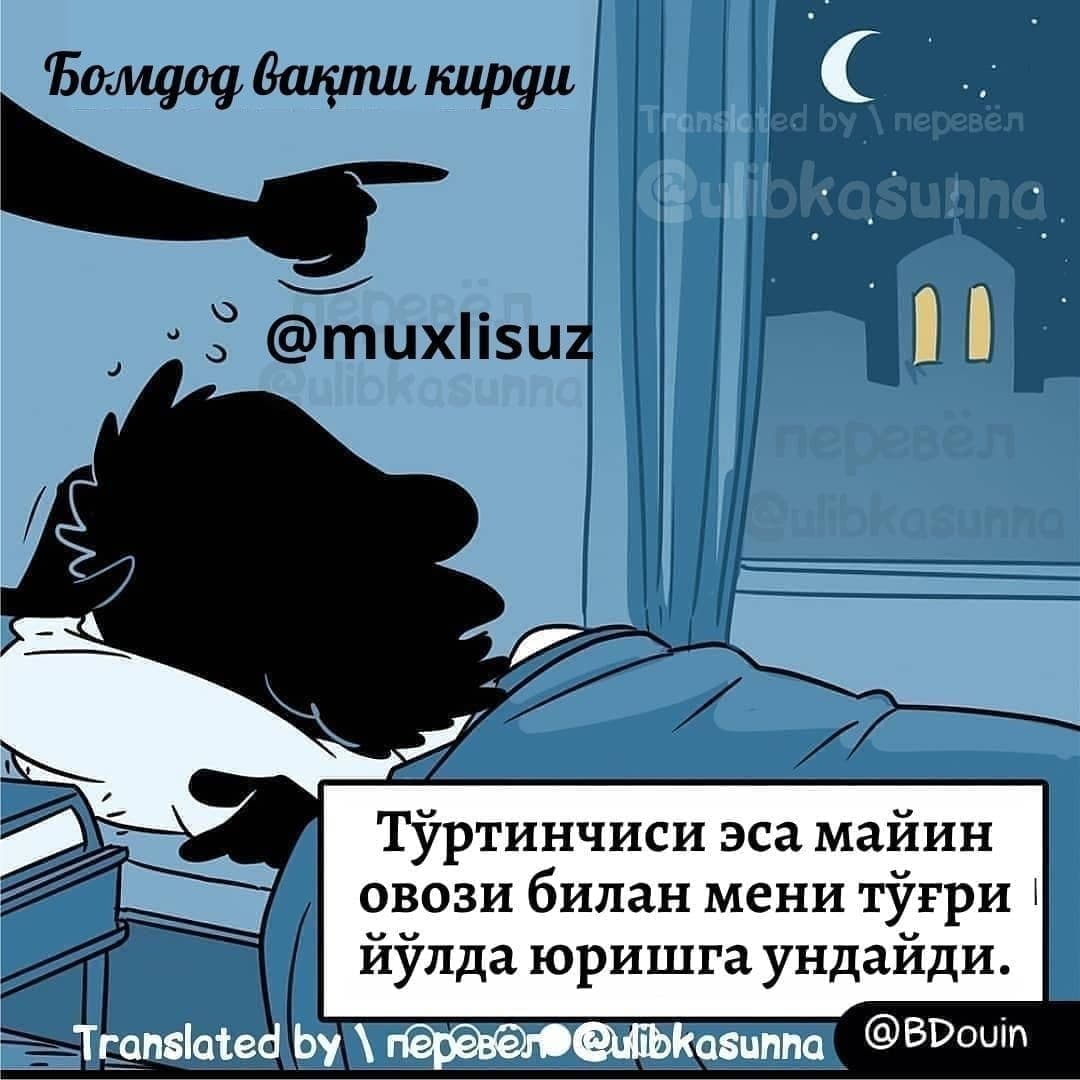 Бомдод вақти кирди
Translated by \ перевёл
@ulibkasunna
перевёл
@muxlisuz
@ulibkasunna
перевёл
@ulibkasunna
Тўртинчиси эса майин
овози билан мени тўғри
йўлда юришга ундайди.
Translated by \ перевёл @ulibkasunna
@BDouin